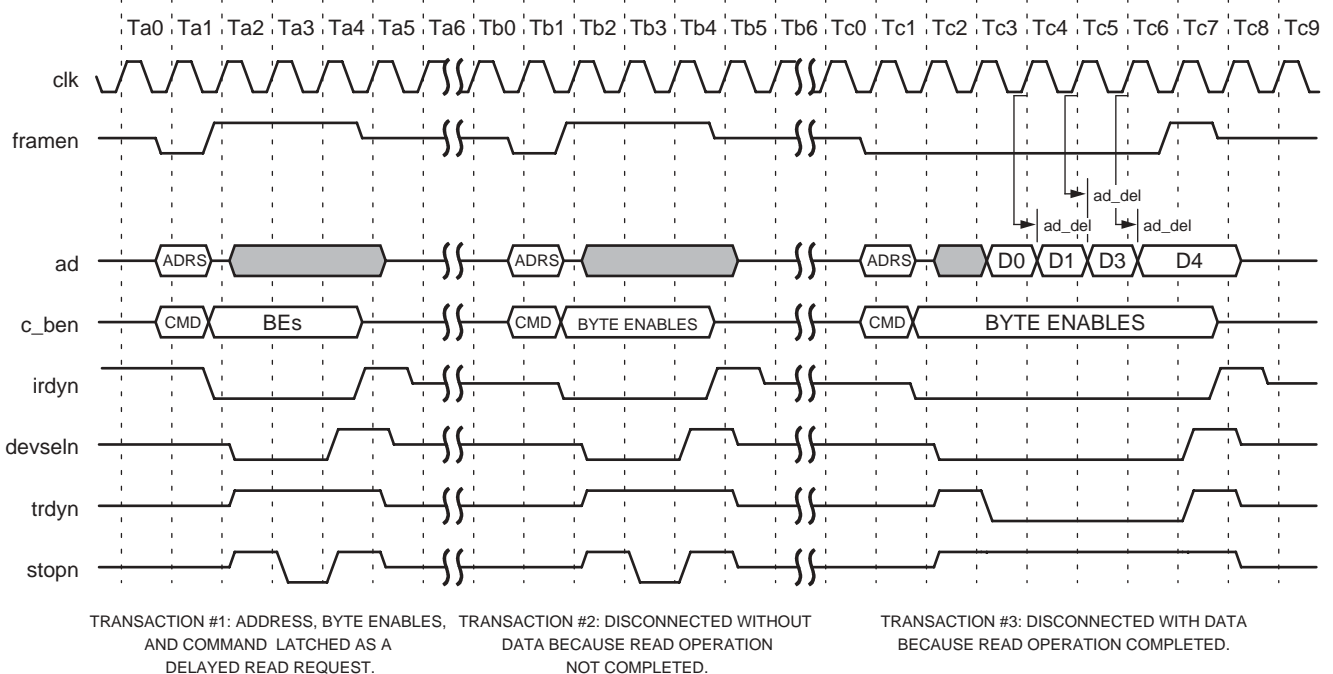 Ta0 Ta1 Ta2 Ta3 Ta4 Ta5 Ta6 Tb0 Tb1 Tb2 Tb3 Tb4 Tb5 Tb6 Tc0 Tc1 Tc2 Tc3 Tc4 Tc5 Tc6 Tc7 Tc8 Tc9
clk
framen
ad_del
ad_del ad_del
ad ADRS ADRS ADRS D0 D1 D3 D4
c_ben CMD BEs CMD BYTE ENABLES CMD BYTE ENABLES
irdyn
devseln
trdyn
stopn
TRANSACTION #1: ADDRESS, BYTE ENABLES,
AND COMMAND LATCHED AS A
DELAYED READ REQUEST.
TRANSACTION #2: DISCONNECTED WITHOUT
DATA BECAUSE READ OPERATION
NOT COMPLETED.
TRANSACTION #3: DISCONNECTED WITH DATA
BECAUSE READ OPERATION COMPLETED.